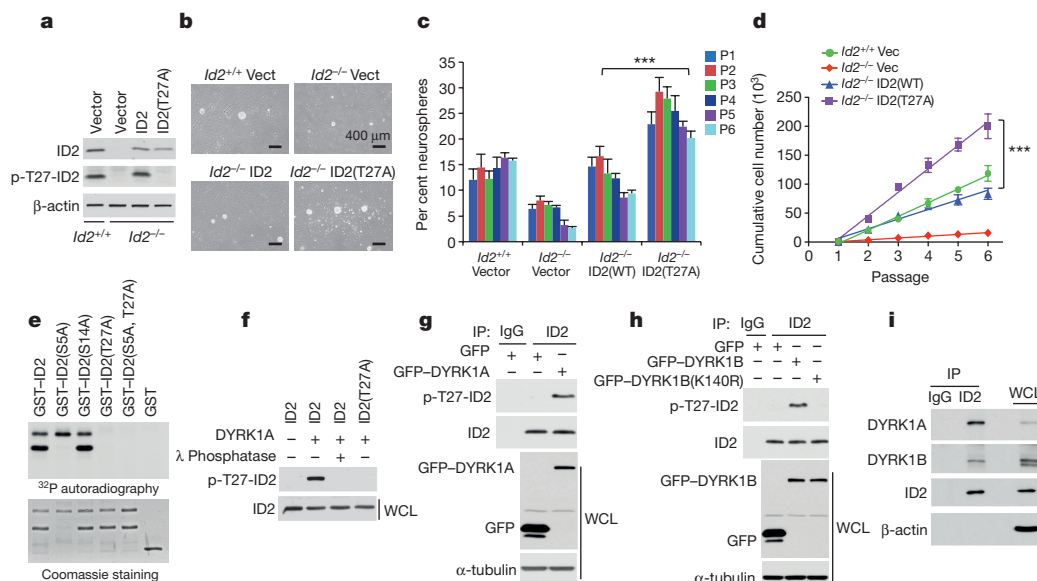 a
Vector
Vector
ID2
ID2(T27A)
ID2
p-T27-ID2
β-actin
Id2+/+ Id2–/–
b
Id2+/+ Vect
Id2–/– Vect
400 μm
Id2–/– ID2
Id2–/– ID2(T27A)
c
Per cent neurospheres
35
30
25
20
15
10
5
0
***
P1
P2
P3
P4
P5
P6
Id2+/+
Vector
Id2–/–
Vector
Id2–/–
ID2(WT)
Id2–/–
ID2(T27A)
d
Id2+/+ Vec
Id2–/– Vec
Id2–/– ID2(WT)
Id2–/– ID2(T27A)
Cumulative cell number (10³)
250
200
150
100
50
0
***
0 1 2 3 4 5 6
Passage
e
GST–ID2
GST–ID2(S5A)
GST–ID2(S14A)
GST–ID2(T27A)
GST–ID2(S5A, T27A)
GST
32P autoradiography
Coomassie staining
f
ID2
ID2
ID2
ID2(T27A)
DYRK1A – + + +
λ Phosphatase – – + –
p-T27-ID2
ID2
WCL
g
IP: IgG ID2
GFP + + –
GFP–DYRK1A – – +
p-T27-ID2
ID2
GFP–DYRK1A
GFP
WCL
α-tubulin
h
IP: IgG ID2
GFP + + – –
GFP–DYRK1B – – + –
GFP–DYRK1B(K140R) – – – +
p-T27-ID2
ID2
GFP–DYRK1B
GFP
WCL
α-tubulin
i
IP
IgG ID2 WCL
DYRK1A
DYRK1B
ID2
β-actin